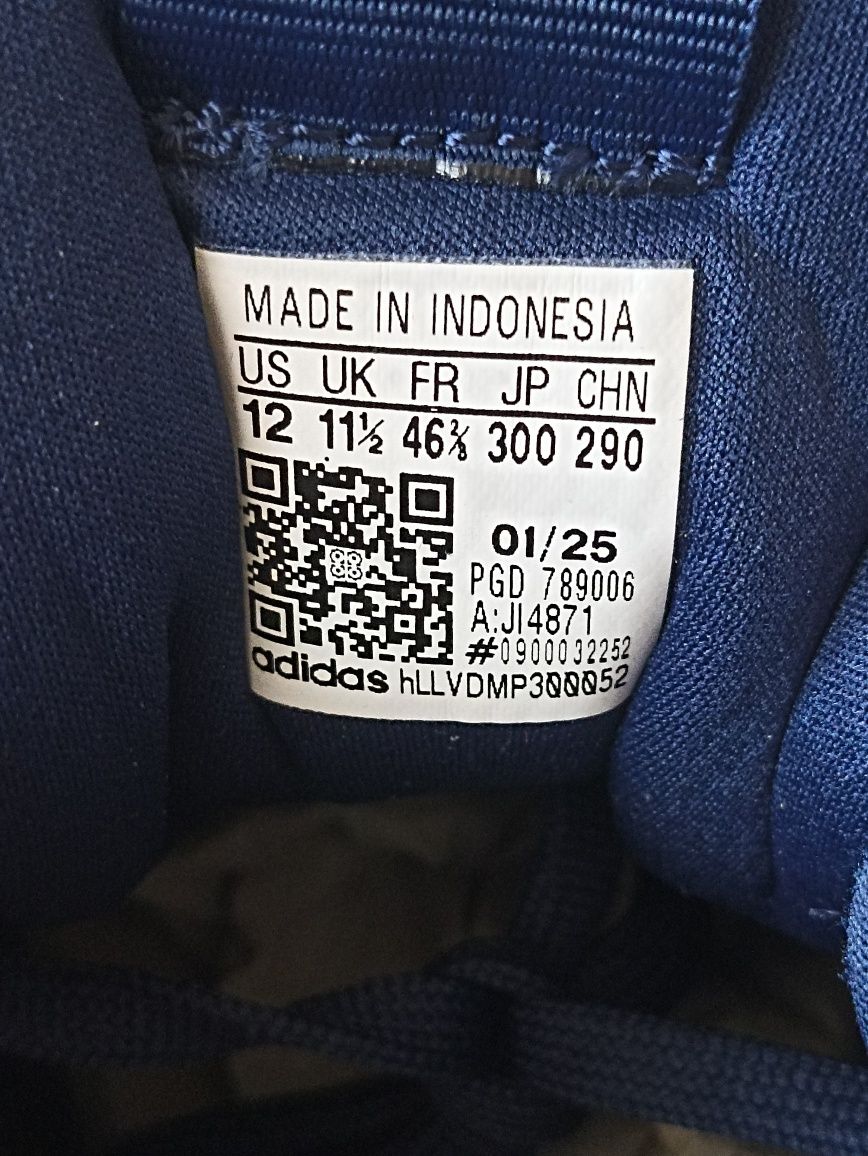 MADE IN INDONESIA
US UK FR JP CHN
12 11½ 46⅔ 300 290
01/25
PGD 789006
A:JI4871
#0900032252
adidas hLLVDMP300052